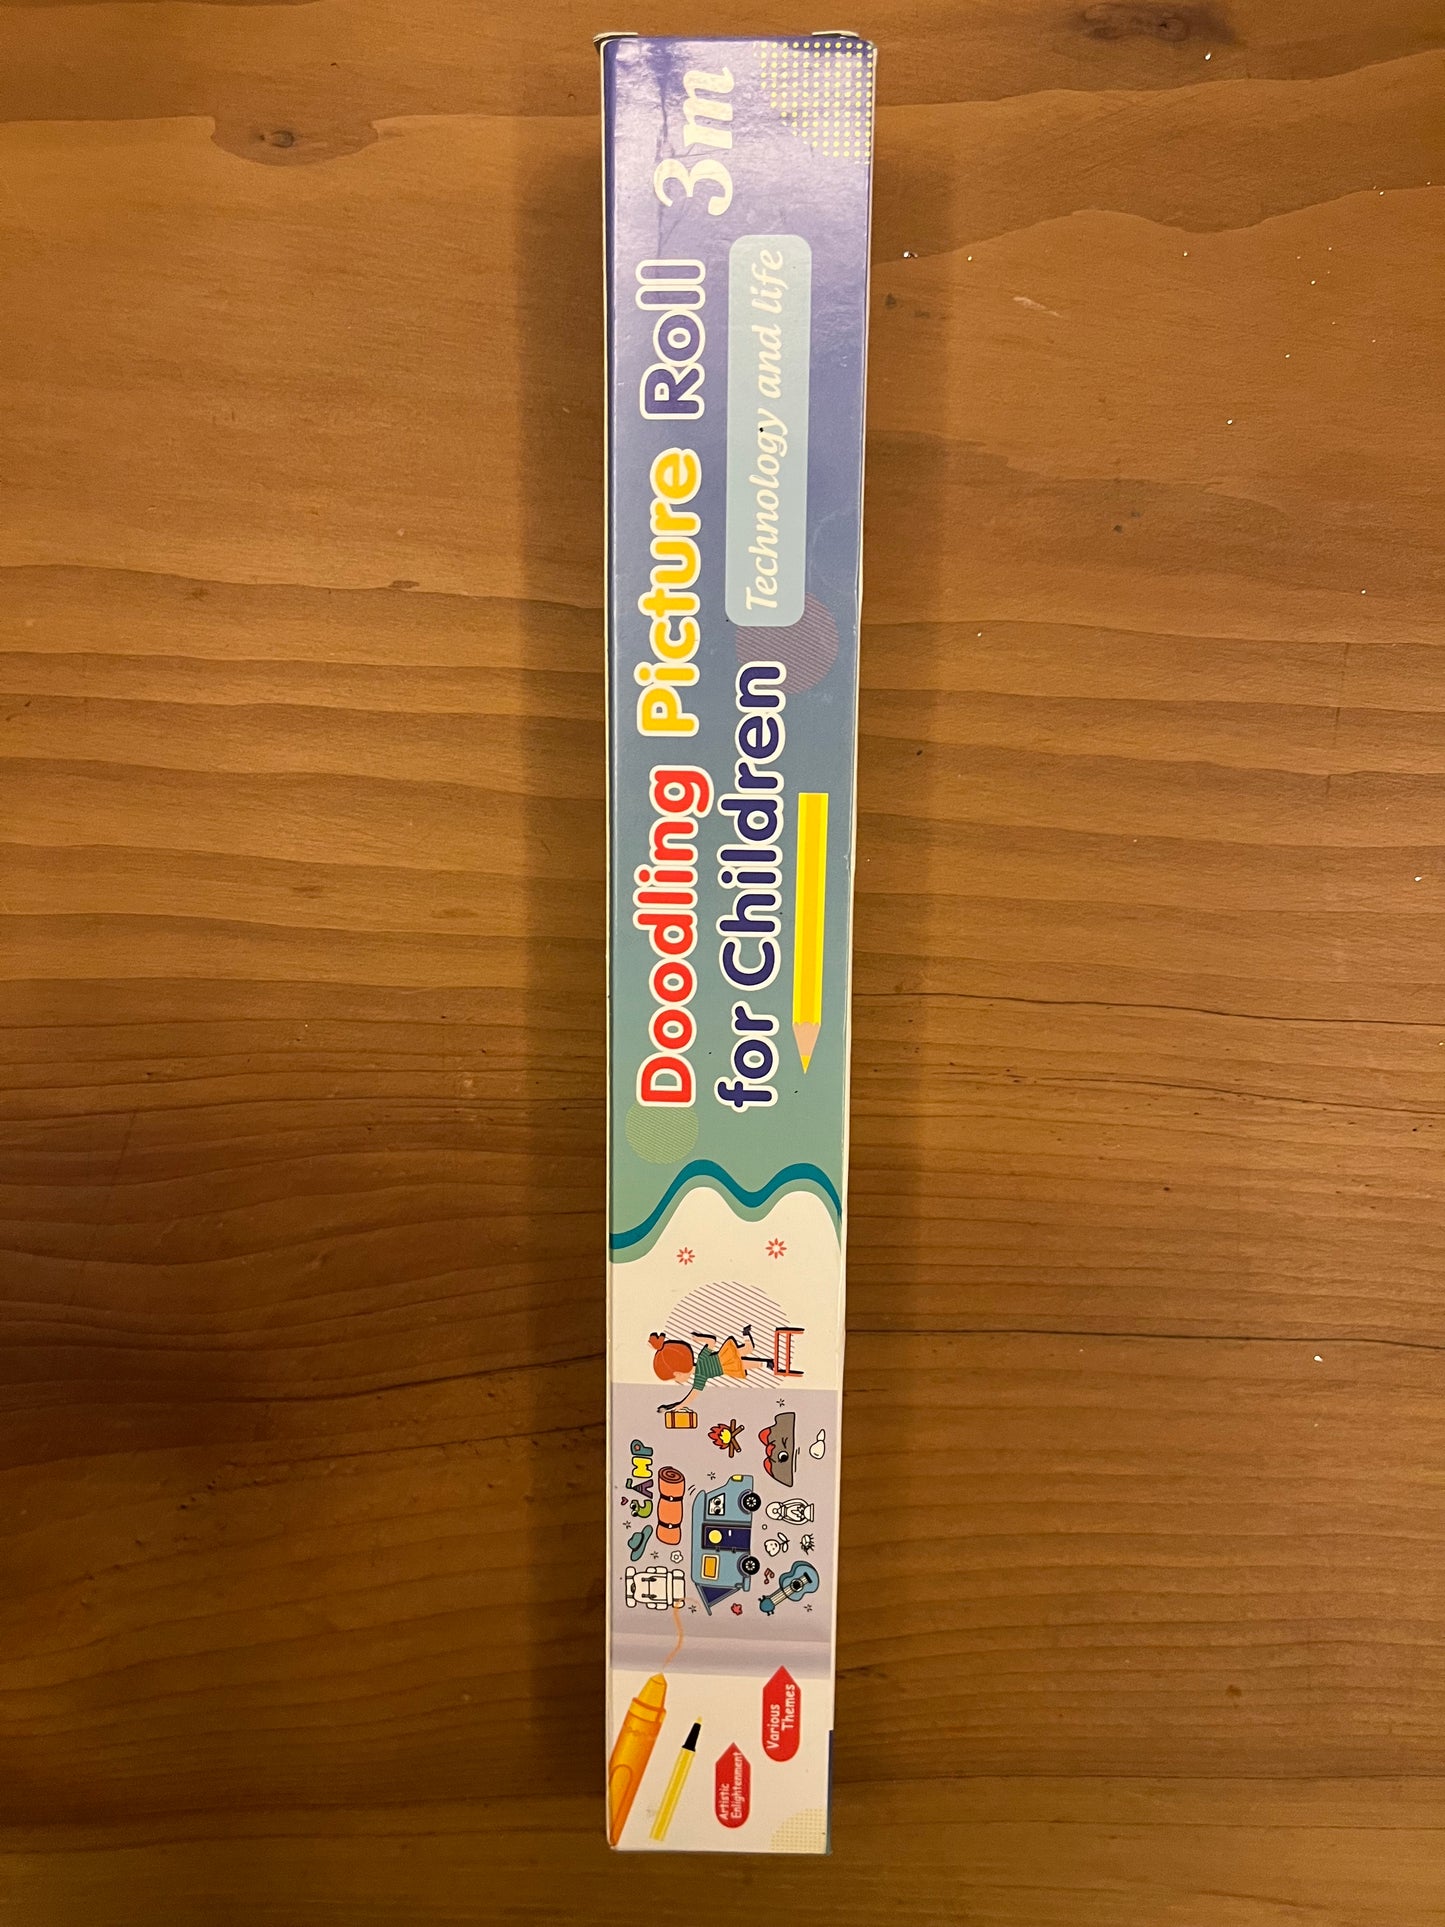 Doodling Picture Roll 3m
for Children
Technology and life
CAMP
Artistic
Enlightenment
Various
Themes